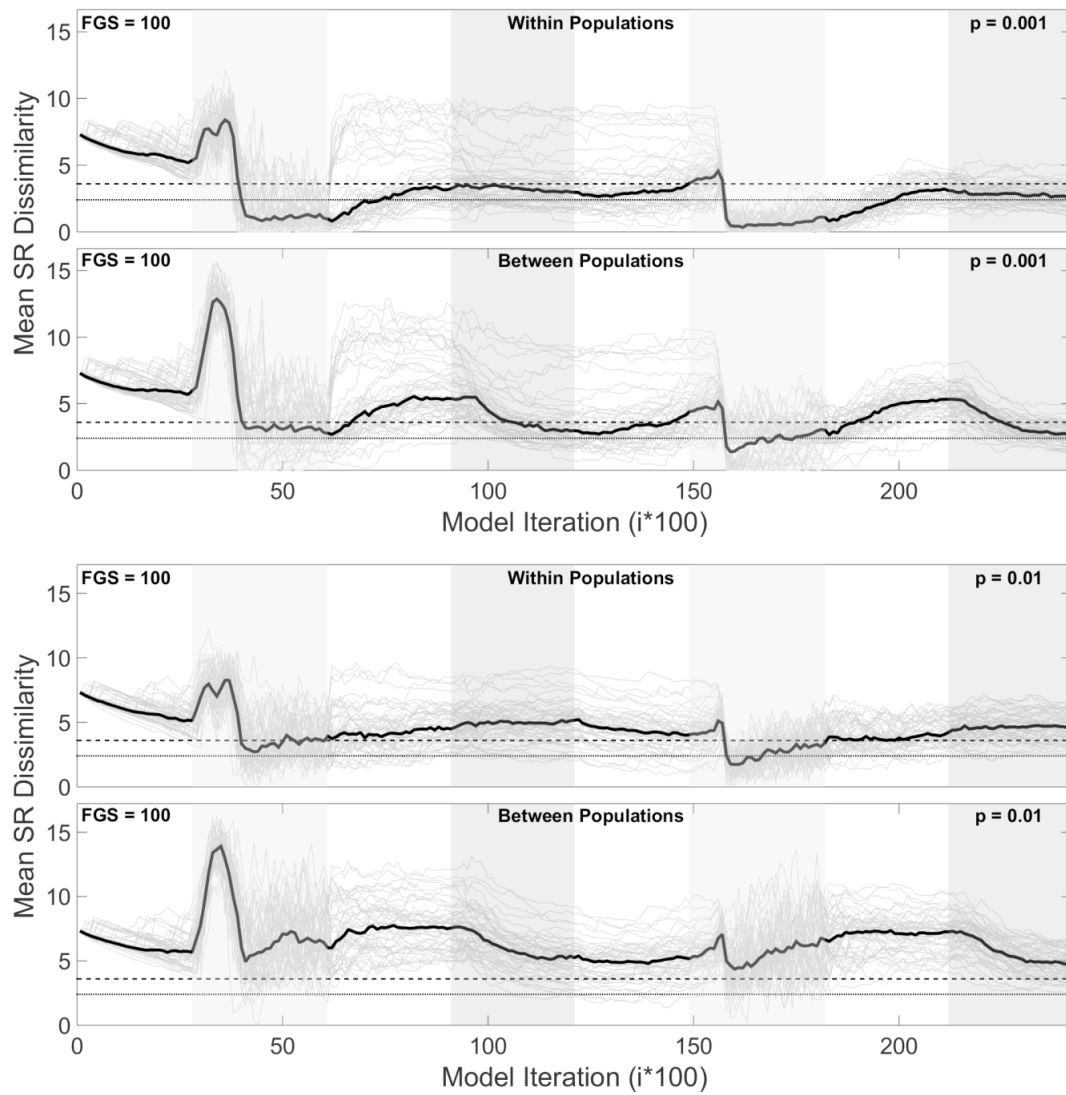 FGS = 100 Within Populations p = 0.001
15
10
5
0
Mean SR Dissimilarity
FGS = 100 Between Populations p = 0.001
15
10
5
0
0 50 100 150 200
Model Iteration (i*100)
FGS = 100 Within Populations p = 0.01
15
10
5
0
Mean SR Dissimilarity
FGS = 100 Between Populations p = 0.01
15
10
5
0
0 50 100 150 200
Model Iteration (i*100)